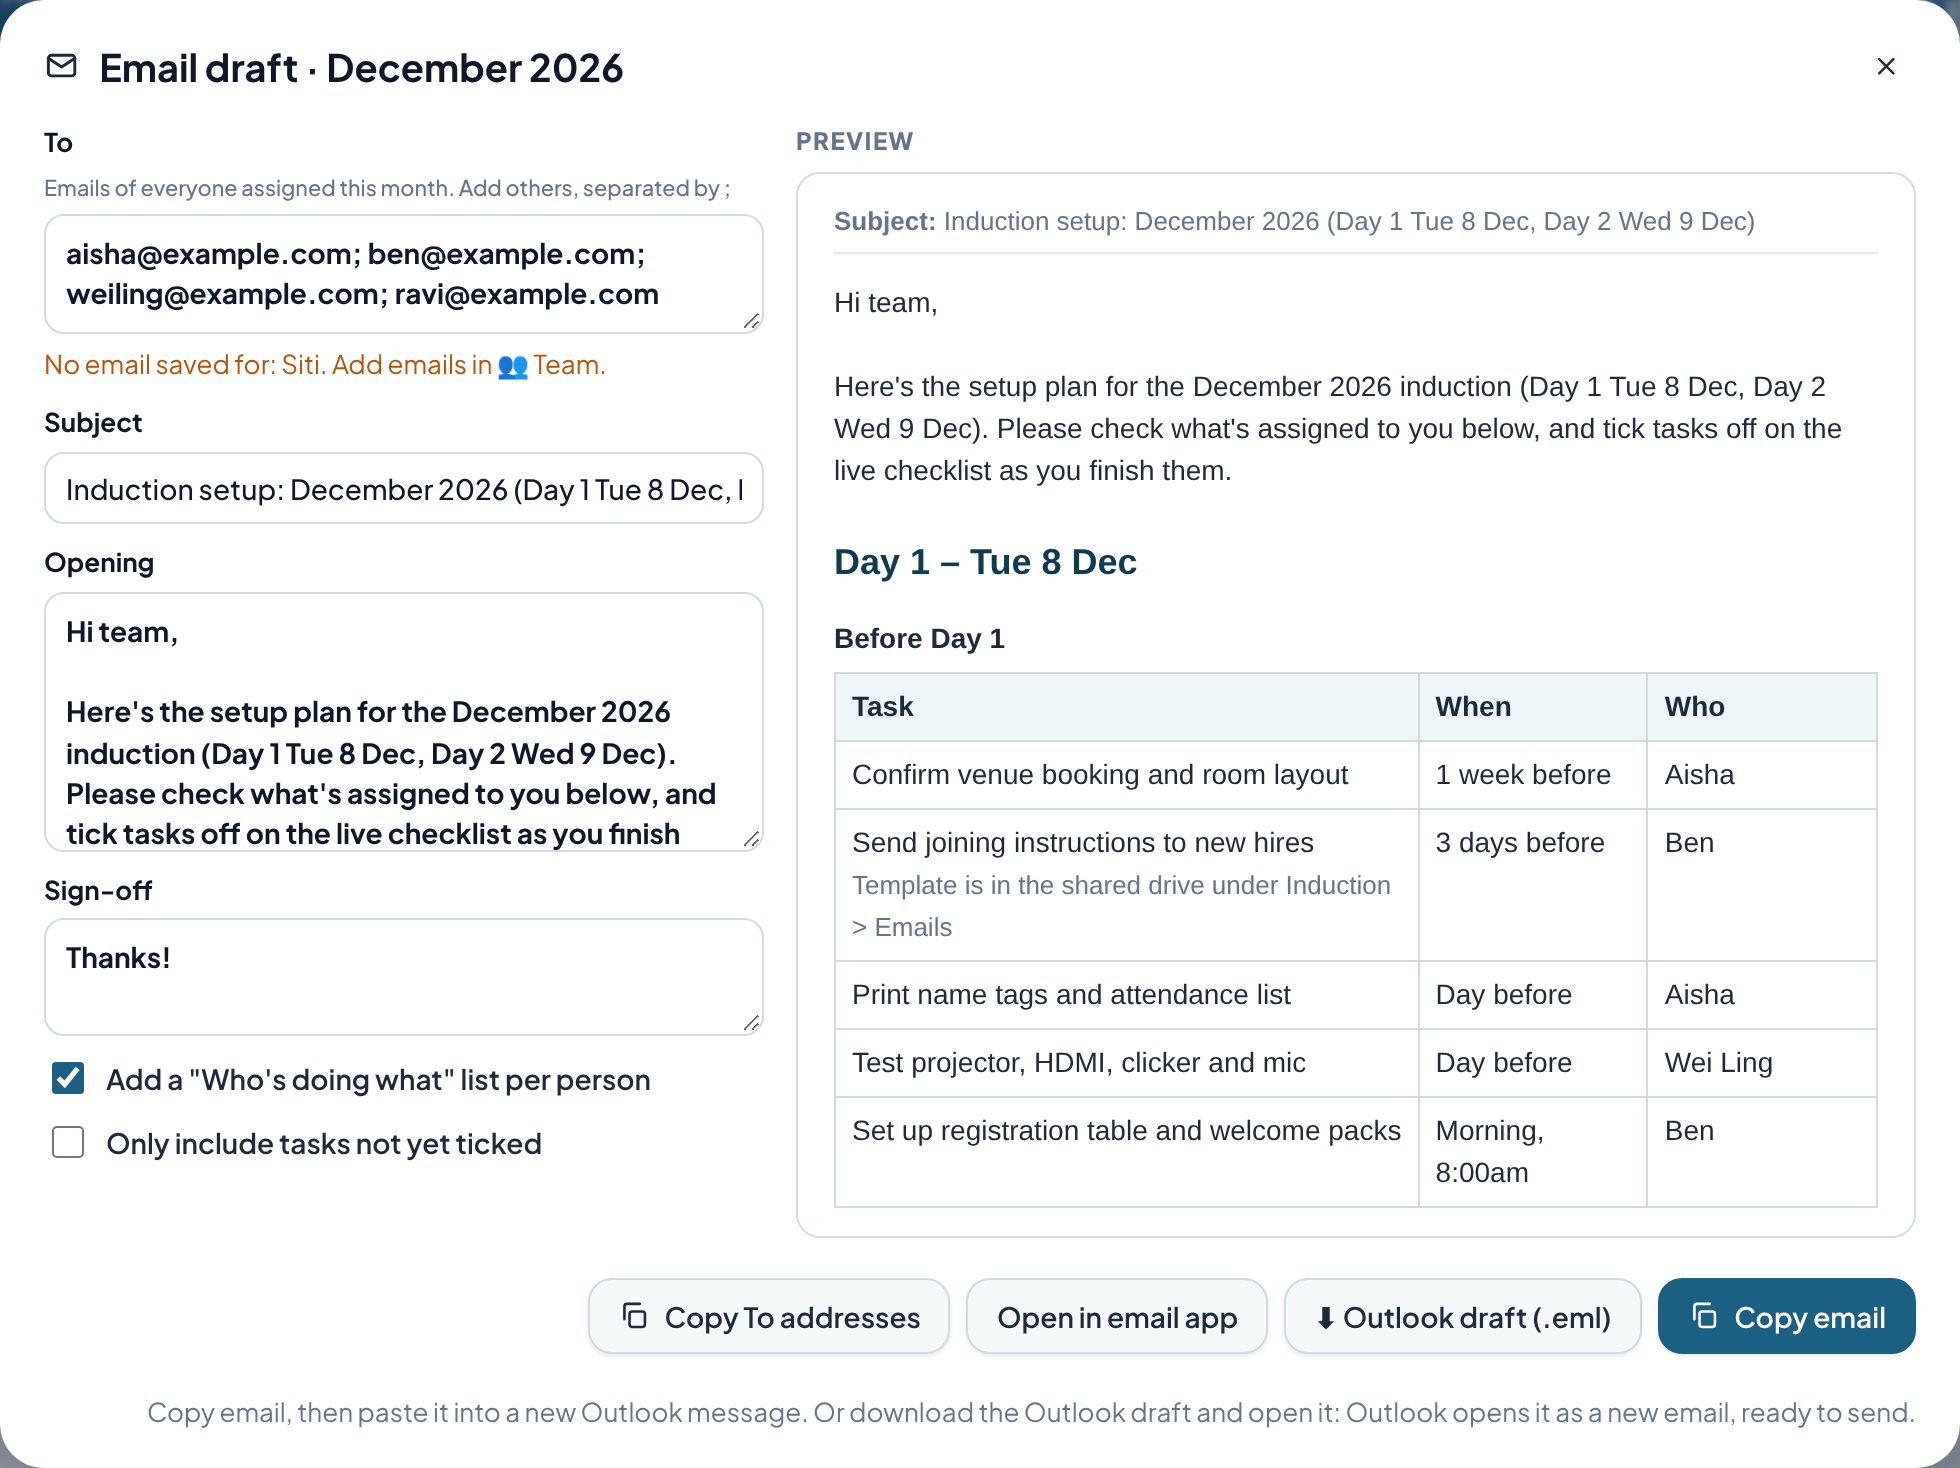 Email draft · December 2026
To
Emails of everyone assigned this month. Add others, separated by ;
aisha@example.com; ben@example.com;
weiling@example.com; ravi@example.com
No email saved for: Siti. Add emails in 👥 Team.
Subject
Induction setup: December 2026 (Day 1 Tue 8 Dec,
Opening
Hi team,
Here's the setup plan for the December 2026
induction (Day 1 Tue 8 Dec, Day 2 Wed 9 Dec).
Please check what's assigned to you below, and
tick tasks off on the live checklist as you finish
Sign-off
Thanks!
Add a "Who's doing what" list per person
Only include tasks not yet ticked
PREVIEW
Subject: Induction setup: December 2026 (Day 1 Tue 8 Dec, Day 2 Wed 9 Dec)
Hi team,
Here's the setup plan for the December 2026 induction (Day 1 Tue 8 Dec, Day 2
Wed 9 Dec). Please check what's assigned to you below, and tick tasks off on the
live checklist as you finish them.
Day 1 – Tue 8 Dec
Before Day 1
Task When Who
Confirm venue booking and room layout 1 week before Aisha
Send joining instructions to new hires 3 days before Ben
Template is in the shared drive under Induction
> Emails
Print name tags and attendance list Day before Aisha
Test projector, HDMI, clicker and mic Day before Wei Ling
Set up registration table and welcome packs Morning, Ben
8:00am
Copy To addresses Open in email app ⬇ Outlook draft (.eml) Copy email
Copy email, then paste it into a new Outlook message. Or download the Outlook draft and open it: Outlook opens it as a new email, ready to send.